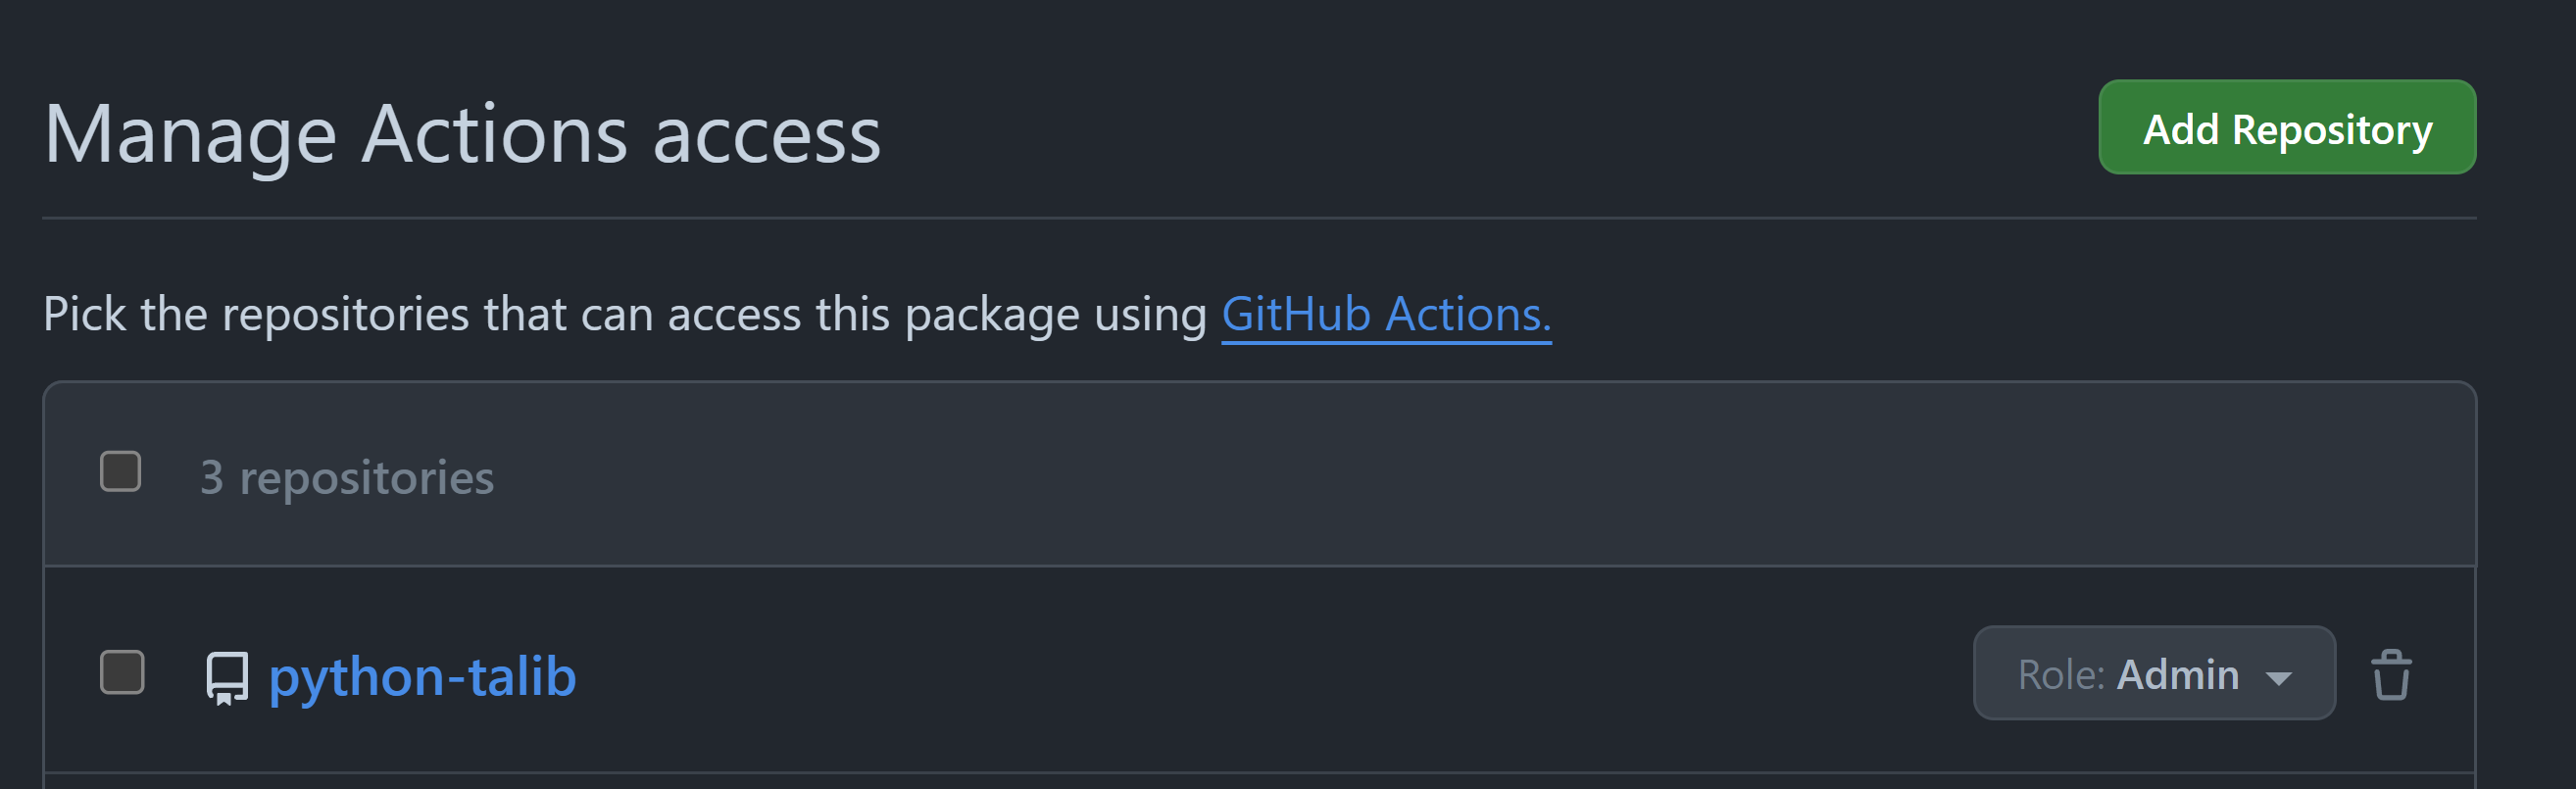 Manage Actions access
Add Repository
Pick the repositories that can access this package using GitHub Actions.
3 repositories
python-talib
Role: Admin